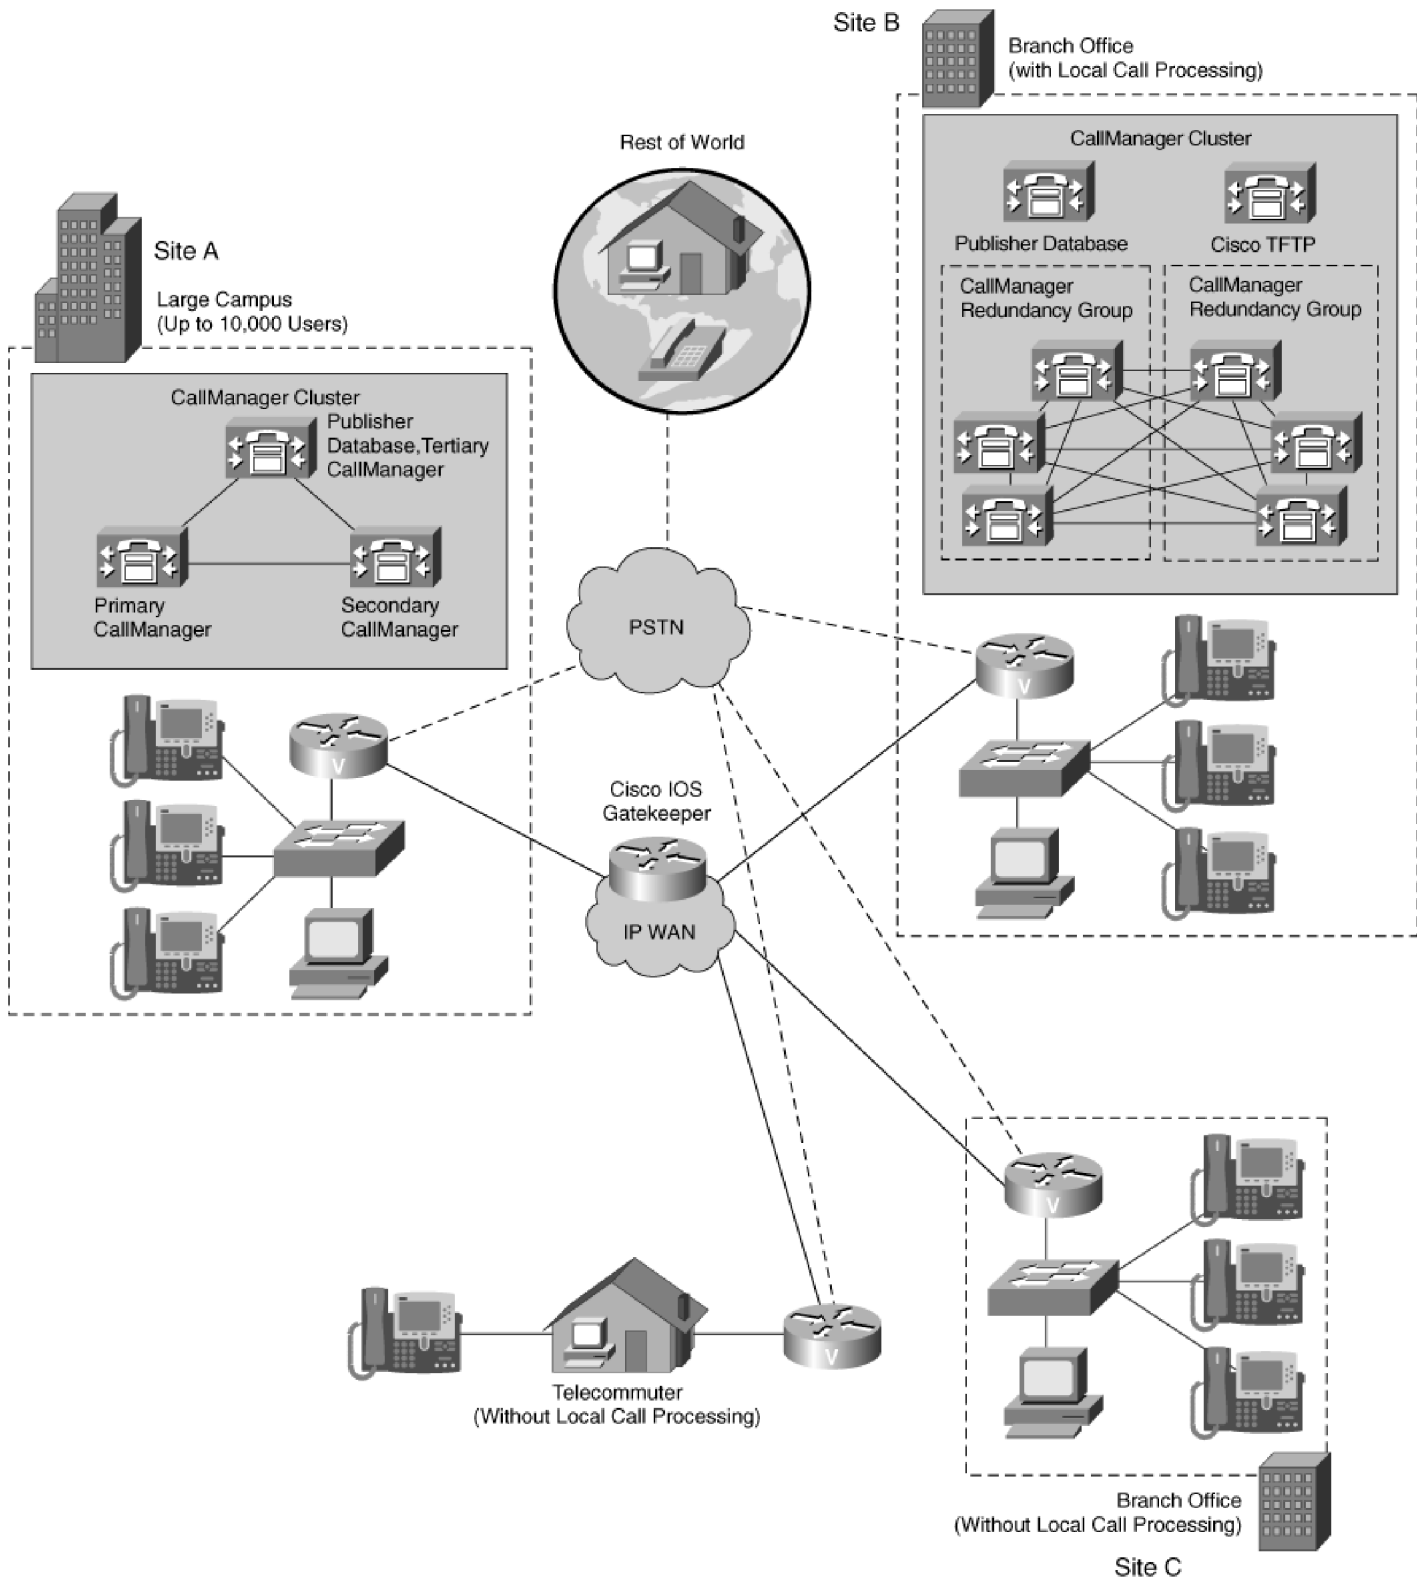 Site B
Branch Office
(with Local Call Processing)
CallManager Cluster
Publisher Database
Cisco TFTP
CallManager
Redundancy Group
CallManager
Redundancy Group
Rest of World
Site A
Large Campus
(Up to 10,000 Users)
CallManager Cluster
Publisher
Database,Tertiary
CallManager
Primary
CallManager
Secondary
CallManager
PSTN
V
V
Cisco IOS
Gatekeeper
IP WAN
V
V
Telecommuter
(Without Local Call Processing)
Branch Office
(Without Local Call Processing)
Site C